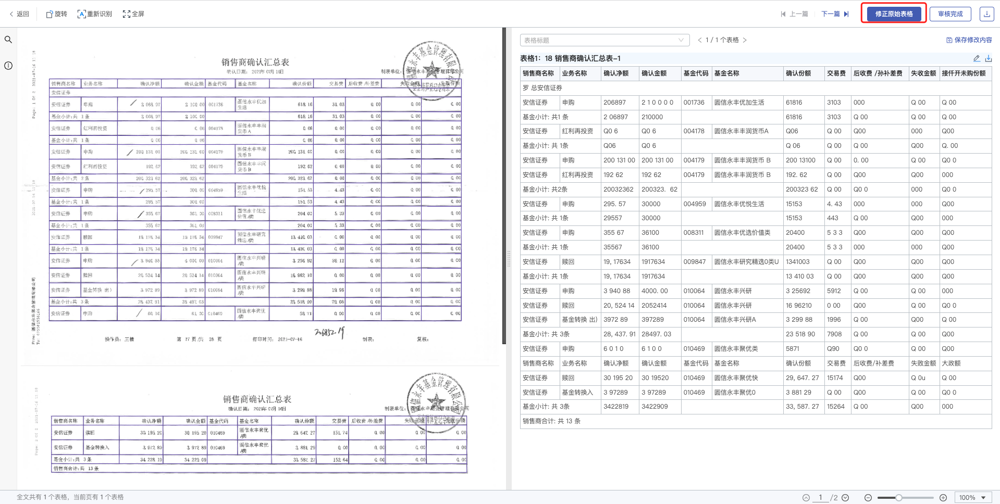 返回 旋转 重新识别 全屏 上一篇 下一篇 修正原始表格 审核完成
Page: 1 Of 3 2021-07-16 11 18
2021-07-16 11:18
From: 圆信永丰基金管理有限公司
销售商确认汇总表
确认日期: 2021年07月16日
制表单位:
销售商名称 业务名称 确认净额 确认金额 基金代码 基金名称 确认份额 交易费 后收费 /补差费
安信证券
安信证券 申购 2 068. 97 2 100. 00 001736 圆信永丰优加生活 618. 16 31. 03 0. 00 0. 00 0. 00
基金小计:共 1 条 2 068. 97 2 100. 00 618. 16 31. 03 0. 00 0. 00 0. 00
安信证券 红利再投资 0. 06 0. 06 004178 圆信永丰丰润货币A 0. 06 0. 00 0. 00 0. 00 0. 00
基金小计:共 1 条 0. 06 0. 06 0. 06 0. 00 0. 00 0. 00 0. 00
安信证券 申购 200, 131. 00 200, 131. 00 004179 圆信永丰丰润货币B 200, 131. 00 0. 00 0. 00 0. 00 0. 00
安信证券 红利再投资 192. 62 192. 62 004179 圆信永丰丰润货币B 192. 62 0. 00 0. 00 0. 00 0. 00
基金小计:共 2 条 200, 323. 62 200, 323. 62 200, 323. 62 0. 00 0. 00 0. 00 0. 00
安信证券 申购 295. 57 300. 00 004959 圆信永丰优悦生活 151. 53 4. 43 0. 00 0. 00 0. 00
基金小计:共 1 条 295. 57 300. 00 151. 53 4. 43 0. 00 0. 00 0. 00
安信证券 申购 355. 67 361. 00 008311 圆信永丰优选价值A类 204. 00 5. 33 0. 00 0. 00 0. 00
基金小计:共 1 条 355. 67 361. 00 204. 00 5. 33 0. 00 0. 00 0. 00
安信证券 赎回 19, 176. 34 19, 176. 34 009847 圆信永丰研究精选A类 13, 410. 03 0. 00 0. 00 0. 00 0. 00
基金小计:共 1 条 19, 176. 34 19, 176. 34 13, 410. 03 0. 00 0. 00 0. 00 0. 00
安信证券 申购 3, 940. 88 4, 000. 00 010064 圆信永丰兴研A类 3, 256. 92 59. 12 0. 00 0. 00 0. 00
安信证券 赎回 20, 524. 14 20, 524. 14 010064 圆信永丰兴研A类 16, 962. 10 0. 00 0. 00 0. 00 0. 00
安信证券 基金转换 出) 3, 972. 89 3, 972. 89 010064 圆信永丰兴研A类 3, 299. 88 19. 96 0. 00 0. 00 0. 00
基金小计:共 3 条 28, 437. 91 28, 497. 03 23, 518. 90 79. 08 0. 00 0. 00 0. 00
安信证券 申购 60. 10 61. 00 010469 圆信永丰聚优A类 58. 71 0. 90 0. 00 0. 00 0. 00
206852.19
操作员: 王楠 第 17 页/共 28 页 打印时间: 2021-07-16 制表: 复核:
销售商确认汇总表
确认日期: 2021年07月16日
制表单位:
销售商名称 业务名称 确认净额 确认金额 基金代码 基金名称 确认份额 交易费 后收费 /补差费
安信证券 赎回 30, 195. 20 30, 195. 20 010469 圆信永丰聚优A类 29, 647. 27 151. 74 0. 00 0. 00 0. 00
安信证券 基金转换入 3, 972. 89 3, 972. 89 010469 圆信永丰聚优A类 3, 881. 29 0. 00 0. 00 0. 00 0. 00
基金小计:共 3 条 34, 228. 19 34, 229. 09 33, 587. 27 152. 64 0. 00 0. 00 0. 00
销售商合计:共 13 条
表格标题 1 / 1 个表格 保存修改内容
表格1: 18 销售商确认汇总表-1
销售商名称 业务名称 确认净额 确认金额 基金代码 基金名称 确认份额 交易费 后收费 /孙补差费 失收金额 接仟开未购份额
罗 总安信证券
安信证券 申购 206897 2 1 0 0 0 0 001736 圆信永丰优加生活 61816 3103 000 Q 00 Q 00
基金小计: 共1 条 2 06897 210000 61816 3103 Q 00 Q 00 Q 00
安信证券 红利再投资 Q0 6 Q0 6 004178 圆信永丰丰润货币A Q06 Q 00 Q00 000 Q00
基金小计: 共 1条 Q06 Q0 6 Q 06 Q 00 Q 00 Q00 Q. 00
安信证券 申购 200 131 00 200 131 00 004179 圆信永丰丰润货币 B 200 13100 Q 00 0. 00 Q 00 Q0 0
安信证券 红利再投资 192 62 192 62 004179 圆信永丰丰润货币 B 192. 62 Q 00 Q00 Q 00 000
基金小计: 共2条 20032362 200323. 62 200323 62 Q 00 Q0 0 000 Q0 0
安信证券 申购 295. 57 30000 004959 圆信永丰优悦生活 15153 4. 43 000 000 Q00
基金小计: 共 1条 29557 30000 15153 443 Q 00 Q00 000
安信证券 申购 355 67 36100 008311 圆信永丰优选价值类 20400 5 3 3 Q00 Q00 Q00
基金小计: 共 1条 35567 36100 20400 5 3 3 000 000 Q00
安信证券 赎回 19, 17634 1917634 009847 圆信永丰研究精选0类U 1341003 Q 00 Q00 Q00 Q00
基金小计: 共 1条 19, 17634 1917634 13 410 03 Q 00 Q00 Q 00 Q00
安信证券 申购 3 940 88 4000. 00 010064 圆信永丰兴研 3 25692 5912 Q 00 Q 00 000
安信证券 赎回 20, 524 14 2052414 010064 圆信永丰兴研 16 96210 0 00 Q00 Q 00 Q0 0
安信证券 基金转换 出) 3972 89 397289 010064 圆信永丰兴研A 3 299 88 1996 Q 00 Q 00 Q00
基金小计: 共 3条 28, 437. 91 28497. 03 23 518 90 7908 Q 00 Q 00 Q00
安信证券 申购 6 0 1 0 6 1 0 0 010469 圆信永丰聚优类 5871 Q90 Q0 0 Q 00 Q00
销售商名称 业务名称 确认净额 确认金额 基金代码 基金名称 确认份额 交易费 后收费/补差费 失败金额 大政额
安信证券 赎回 30 195 20 30 19520 010469 圆信永丰聚优快 29, 647. 27 15174 Q00 Q 0u Q 00
安信证券 基金转换入 3 97289 3 97289 010469 圆信永丰聚优0 3 881 29 Q 00 Q00 Q 00 Q0 0
基金小计: 共 3条 3422819 3422909 33, 587. 27 15264 Q 00 Q00 000
销售商合计: 共 13 条
全文共有 1 个表格, 当前页有 1 个表格 1 /2 100%